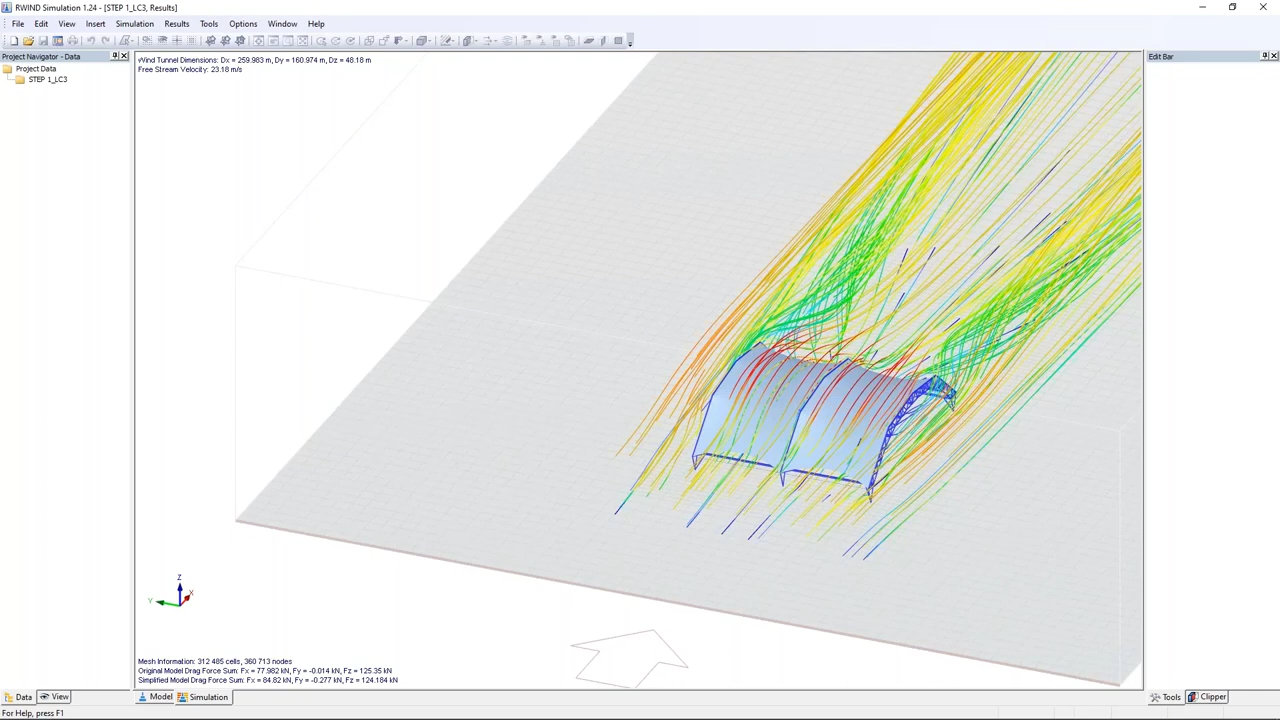 RWIND Simulation 1.24 - [STEP 1_LC3, Results]
File Edit View Insert Simulation Results Tools Options Window Help
Project Navigator - Data
Edit Bar
Project Data
STEP 1_LC3
Wind Tunnel Dimensions: Dx = 259.983 m, Dy = 160.974 m, Dz = 48.18 m
Free Stream Velocity: 23.18 m/s
Z
Y
X
Mesh Information: 312 485 cells, 360 713 nodes
Original Model Drag Force Sum: Fx = 77.982 kN, Fy = -0.014 kN, Fz = 125.35 kN
Simplified Model Drag Force Sum: Fx = 84.82 kN, Fy = -0.277 kN, Fz = 124.184 kN
Data View Model Simulation Tools Clipper
For Help, press F1